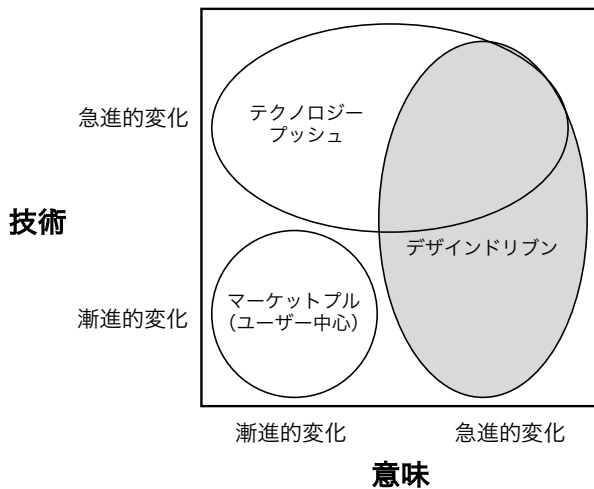 急進的変化
テクノロジー
プッシュ
技術
デザインドリブン
漸進的変化
マーケットプル
（ユーザー中心）
漸進的変化
急進的変化
意味